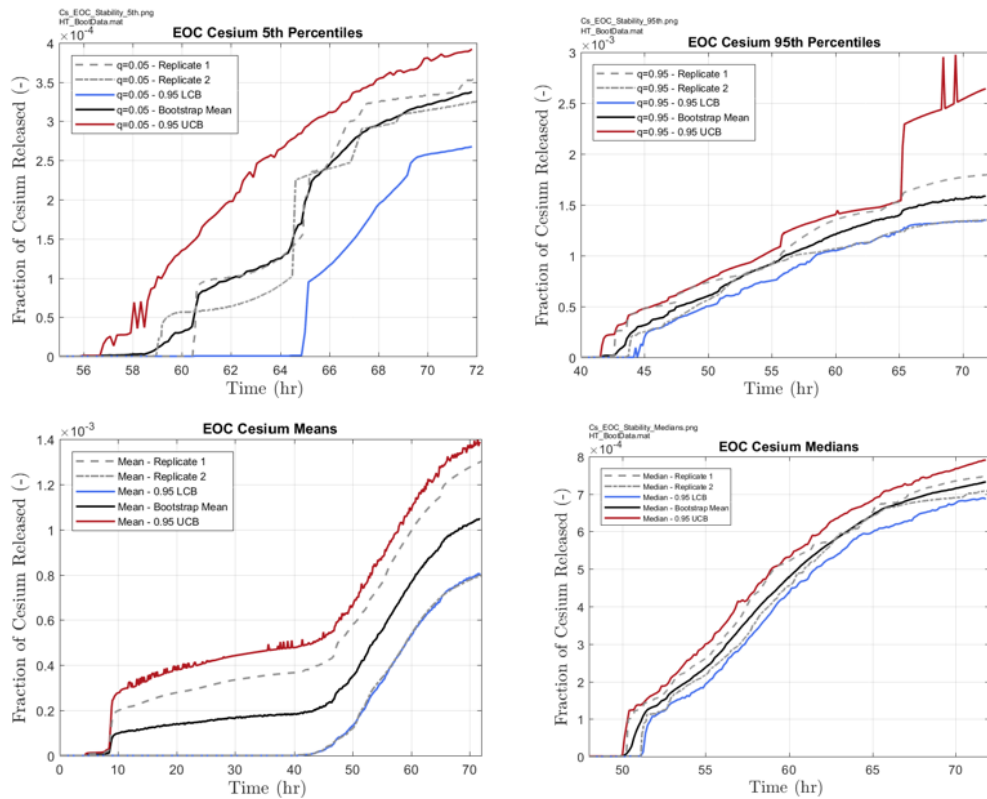 Cs_EOC_Stability_5th.png
HT_BootData.mat
EOC Cesium 5th Percentiles
×10⁻⁴
q=0.05 - Replicate 1
q=0.05 - Replicate 2
q=0.05 - 0.95 LCB
q=0.05 - Bootstrap Mean
q=0.05 - 0.95 UCB
Fraction of Cesium Released (-)
4
3.5
3
2.5
2
1.5
1
0.5
0
56 58 60 62 64 66 68 70 72
Time (hr)
Cs_EOC_Stability_95th.png
HT_BootData.mat
EOC Cesium 95th Percentiles
×10⁻³
q=0.95 - Replicate 1
q=0.95 - Replicate 2
q=0.95 - 0.95 LCB
q=0.95 - Bootstrap Mean
q=0.95 - 0.95 UCB
Fraction of Cesium Released (-)
3
2.5
2
1.5
1
0.5
0
40 45 50 55 60 65 70
Time (hr)
EOC Cesium Means
×10⁻³
Mean - Replicate 1
Mean - Replicate 2
Mean - 0.95 LCB
Mean - Bootstrap Mean
Mean - 0.95 UCB
Fraction of Cesium Released (-)
1.4
1.2
1
0.8
0.6
0.4
0.2
0
0 10 20 30 40 50 60 70
Time (hr)
Cs_EOC_Stability_Medians.png
HT_BootData.mat
EOC Cesium Medians
×10⁻⁴
Median - Replicate 1
Median - Replicate 2
Median - 0.95 LCB
Median - Bootstrap Mean
Median - 0.95 UCB
Fraction of Cesium Released (-)
8
7
6
5
4
3
2
1
0
50 55 60 65 70
Time (hr)